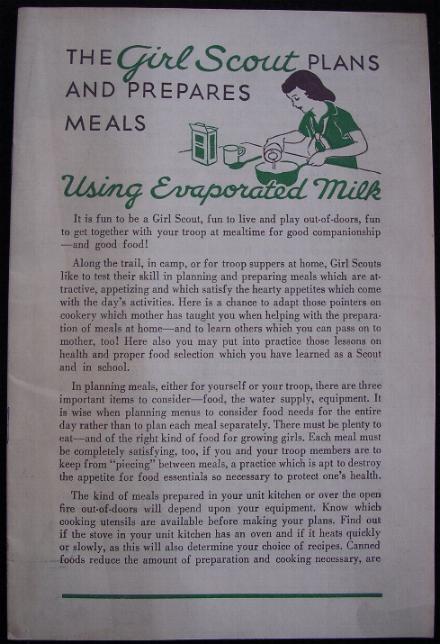 THE Girl Scout PLANS
AND PREPARES
MEALS
Using Evaporated Milk
It is fun to be a Girl Scout, fun to live and play out-of-doors, fun
to get together with your troop at mealtime for good companionship
—and good food!
Along the trail, in camp, or for troop suppers at home, Girl Scouts
like to test their skill in planning and preparing meals which are at-
tractive, appetizing and which satisfy the hearty appetites which come
with the day's activities. Here is a chance to adapt those pointers on
cookery which mother has taught you when helping with the prepara-
tion of meals at home—and to learn others which you can pass on to
mother, too! Here also you may put into practice those lessons on
health and proper food selection which you have learned as a Scout
and in school.
In planning meals, either for yourself or your troop, there are three
important items to consider—food, the water supply, equipment. It
is wise when planning menus to consider food needs for the entire
day rather than to plan each meal separately. There must be plenty to
eat—and of the right kind of food for growing girls. Each meal must
be completely satisfying, too, if you and your troop members are to
keep from "piecing" between meals, a practice which is apt to destroy
the appetite for food essentials so necessary to protect one's health.
The kind of meals prepared in your unit kitchen or over the open
fire out-of-doors will depend upon your equipment. Know which
cooking utensils are available before making your plans. Find out
if the stove in your unit kitchen has an oven and if it heats quickly
or slowly, as this will also determine your choice of recipes. Canned
foods reduce the amount of preparation and cooking necessary, are